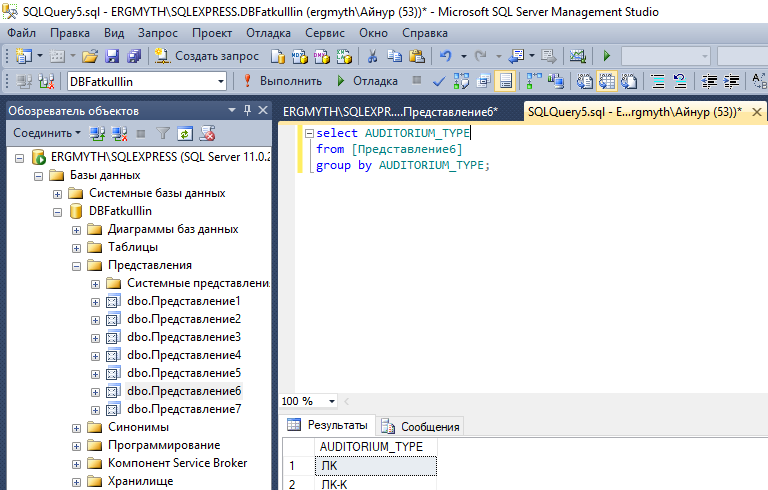 SQLQuery5.sql - ERGMYTH\SQLEXPRESS.DBFatkulllin (ergmyth\Айнур (53))* - Microsoft SQL Server Management Studio
Файл Правка Вид Запрос Проект Отладка Сервис Окно Справка
Создать запрос
DBFatkulllin Выполнить Отладка
Обозреватель объектов
ERGMYTH\SQLEXPR....Представление6* SQLQuery5.sql - E...rgmyth\Айнур (53))*
Соединить
ERGMYTH\SQLEXPRESS (SQL Server 11.0.2
Базы данных
Системные базы данных
DBFatkulllin
Диаграммы баз данных
Таблицы
Представления
Системные представлени
dbo.Представление1
dbo.Представление2
dbo.Представление3
dbo.Представление4
dbo.Представление5
dbo.Представление6
dbo.Представление7
Синонимы
Программирование
Компонент Service Broker
Хранилище
select AUDITORIUM_TYPE
from [Представление6]
group by AUDITORIUM_TYPE;
100 %
Результаты Сообщения
AUDITORIUM_TYPE
1 ЛК
2 ЛК-К